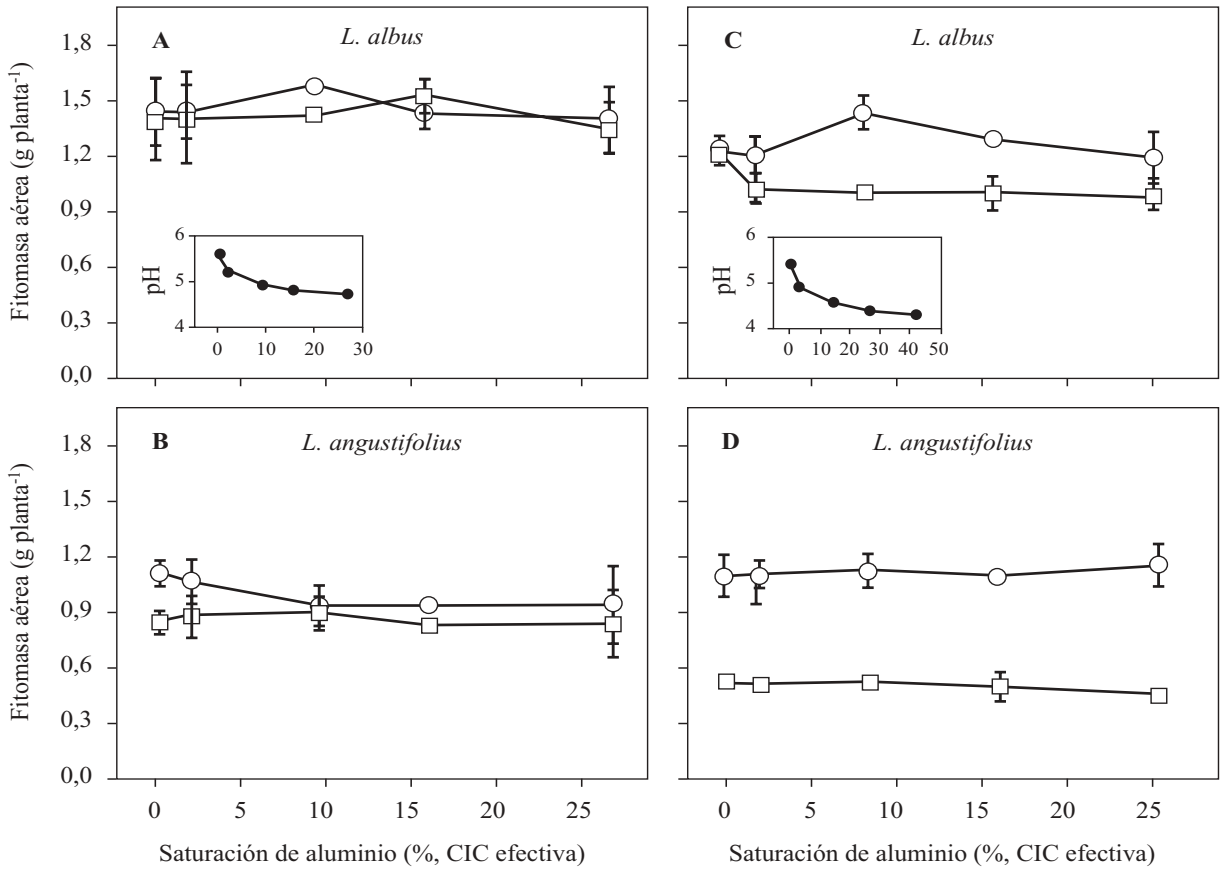 A
L. albus
1,8
1,5
1,2
0,9
0,6
0,3
0,0
Fitomasa aérea (g planta-1)
6
5
4
pH
0 10 20 30
C
L. albus
6
5
4
pH
0 10 20 30 40 50
B
L. angustifolius
1,8
1,5
1,2
0,9
0,6
0,3
0,0
Fitomasa aérea (g planta-1)
0 5 10 15 20 25
Saturación de aluminio (%, CIC efectiva)
D
L. angustifolius
0 5 10 15 20 25
Saturación de aluminio (%, CIC efectiva)